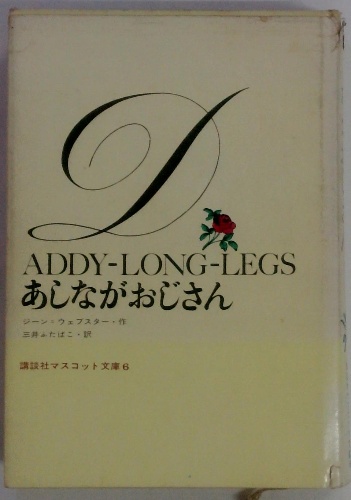 D
ADDY-LONG-LEGS
あしながおじさん
ジーン・ウェブスター・作
三井ふたばこ・訳
講談社マスコット文庫6